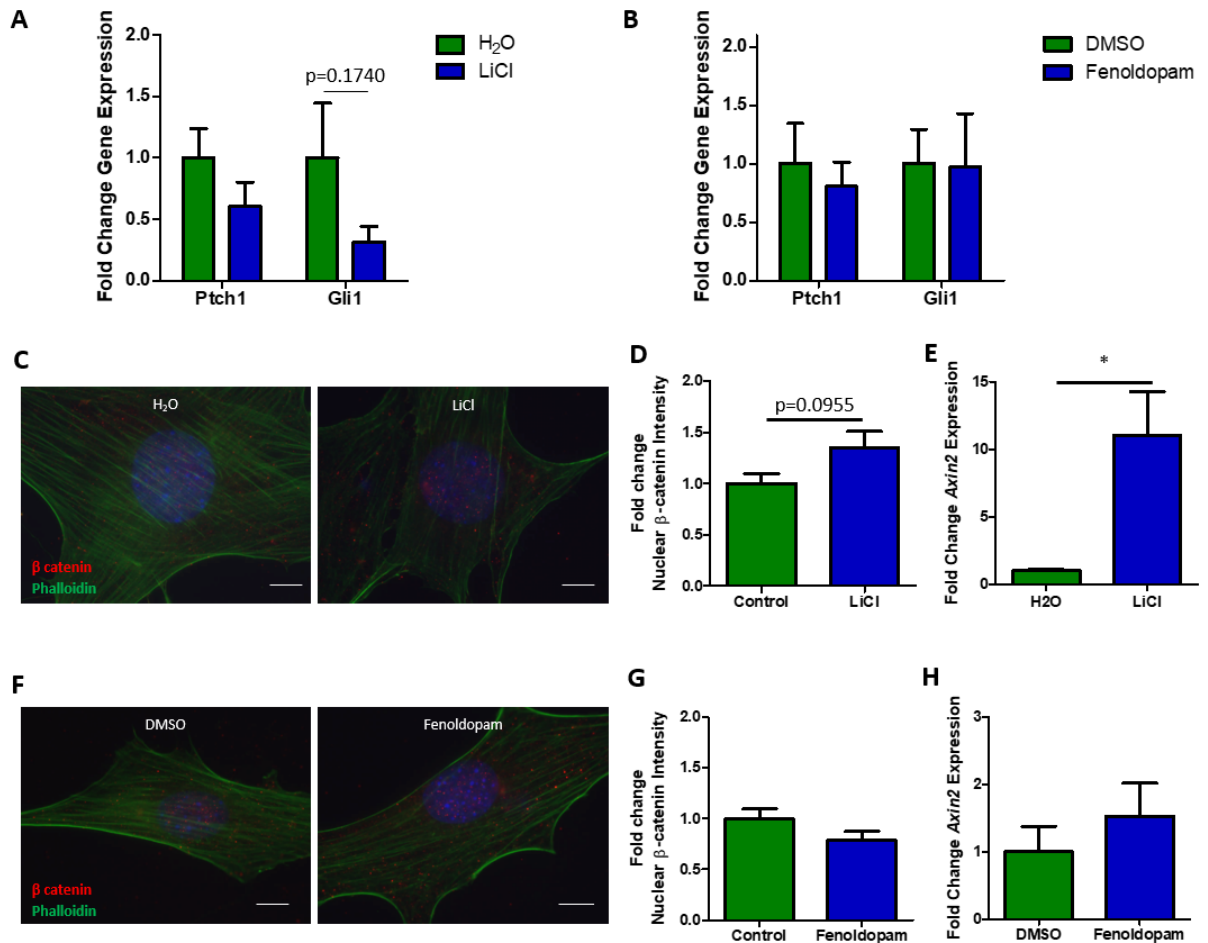 A
Fold Change Gene Expression
2.0
1.5
1.0
0.5
0.0
p=0.1740
Ptch1
Gli1
H₂O
LiCl
B
Fold Change Gene Expression
2.0
1.5
1.0
0.5
0.0
Ptch1
Gli1
DMSO
Fenoldopam
C
H₂O
β catenin
Phalloidin
LiCl
D
Fold change
Nuclear β-catenin Intensity
2.0
1.5
1.0
0.5
0.0
p=0.0955
Control
LiCl
E
Fold Change Axin2 Expression
15
10
5
0
*
H2O
LiCl
F
DMSO
β catenin
Phalloidin
Fenoldopam
G
Fold change
Nuclear β-catenin Intensity
2.0
1.5
1.0
0.5
0.0
Control
Fenoldopam
H
Fold Change Axin2 Expression
3
2
1
0
DMSO
Fenoldopam